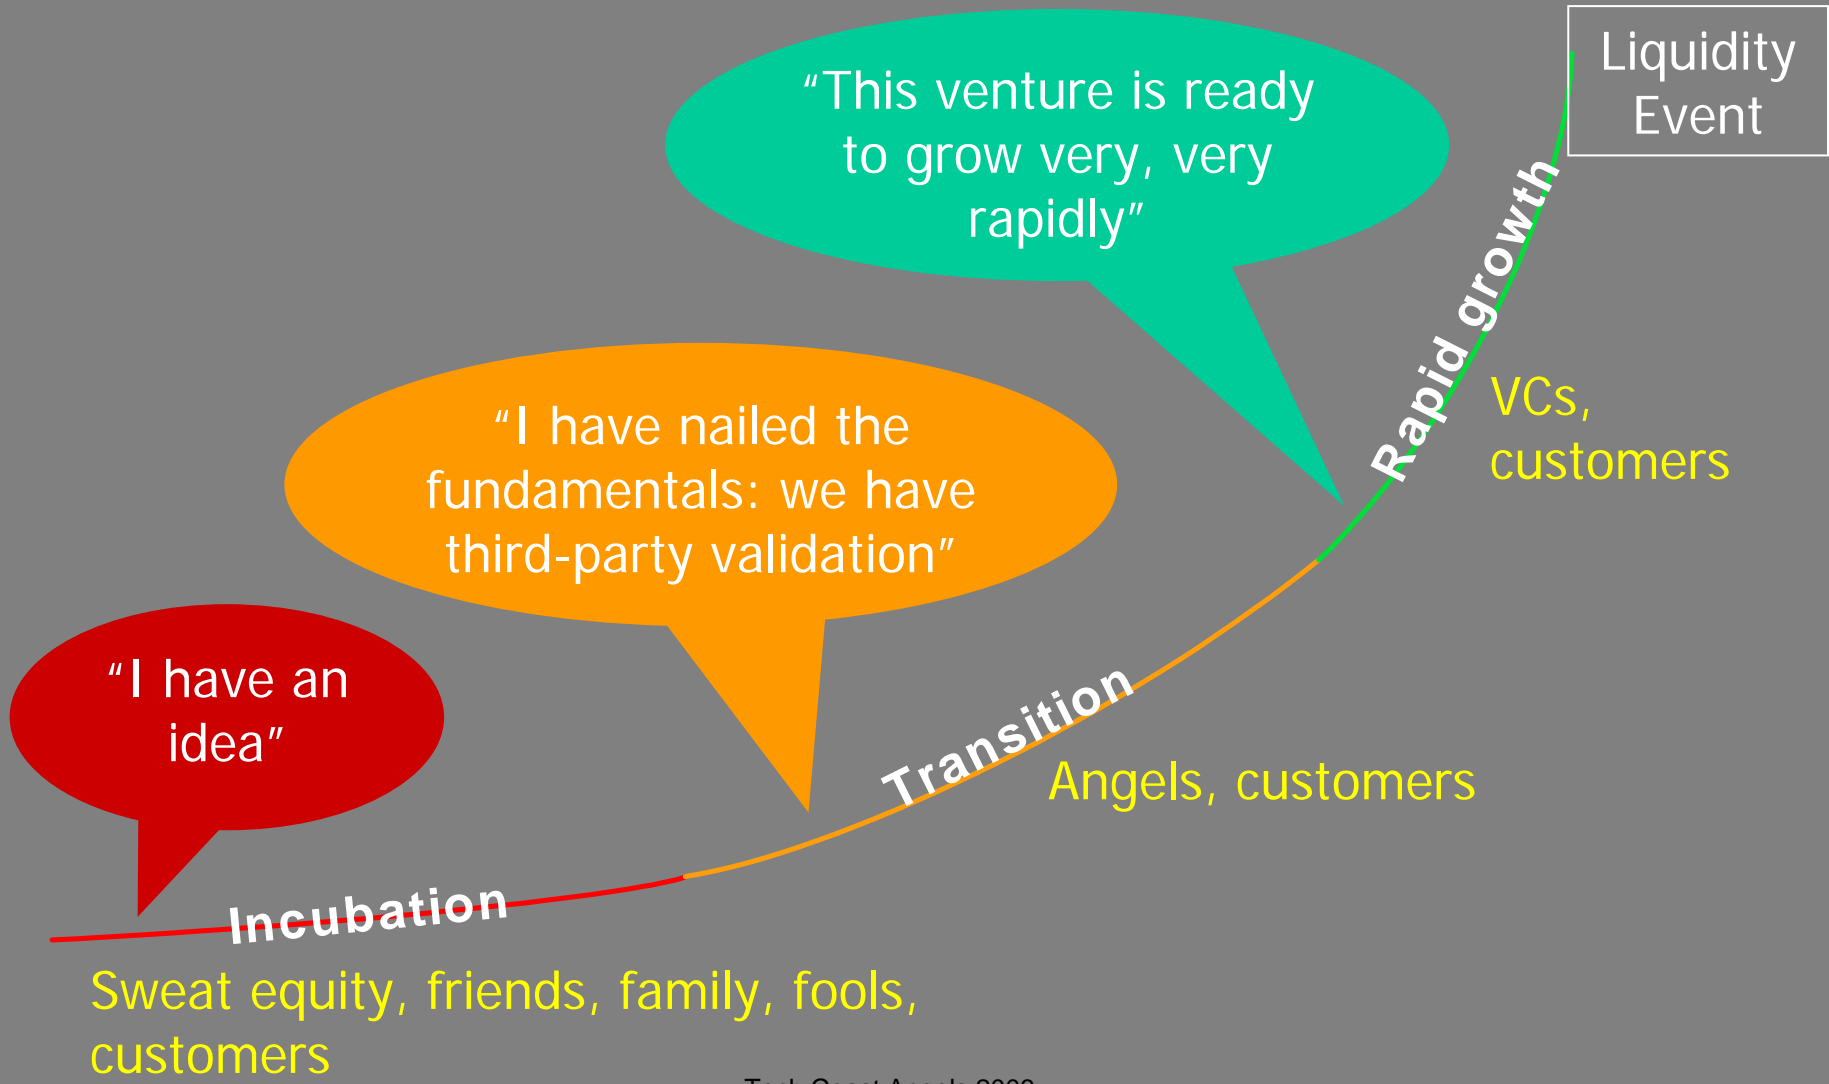 Liquidity
Event
“This venture is ready
to grow very, very
rapidly”
Rapid growth
VCs,
customers
“I have nailed the
fundamentals: we have
third-party validation”
Transition
Angels, customers
“I have an
idea”
Incubation
Sweat equity, friends, family, fools,
customers